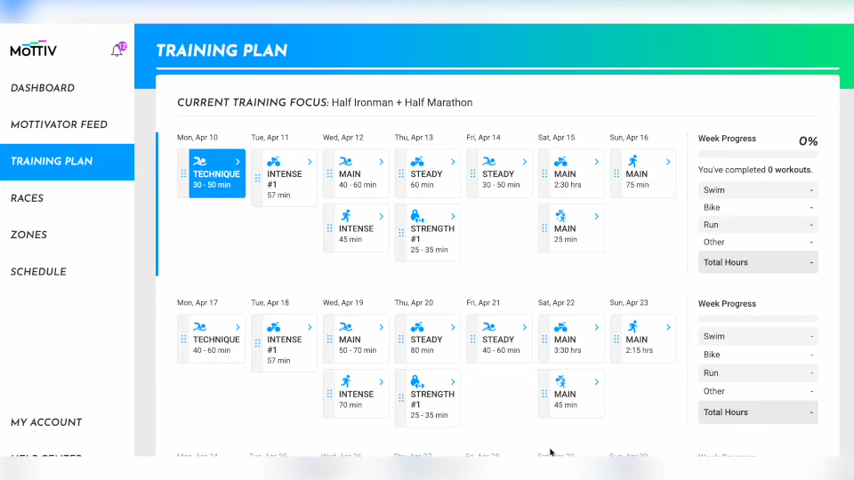 MōTTIV
12
TRAINING PLAN
DASHBOARD
MOTTIVATOR FEED
TRAINING PLAN
RACES
ZONES
SCHEDULE
MY ACCOUNT
HELP CENTER
CURRENT TRAINING FOCUS: Half Ironman + Half Marathon
Mon, Apr 10
TECHNIQUE
30 - 50 min
Tue, Apr 11
INTENSE
#1
57 min
Wed, Apr 12
MAIN
40 - 60 min
INTENSE
45 min
Thu, Apr 13
STEADY
60 min
STRENGTH
#1
25 - 35 min
Fri, Apr 14
STEADY
30 - 50 min
Sat, Apr 15
MAIN
2:30 hrs
MAIN
25 min
Sun, Apr 16
MAIN
75 min
Week Progress
0%
You've completed 0 workouts.
Swim -
Bike -
Run -
Other -
Total Hours -
Mon, Apr 17
TECHNIQUE
40 - 60 min
Tue, Apr 18
INTENSE
#1
57 min
Wed, Apr 19
MAIN
50 - 70 min
INTENSE
70 min
Thu, Apr 20
STEADY
80 min
STRENGTH
#1
25 - 35 min
Fri, Apr 21
STEADY
40 - 60 min
Sat, Apr 22
MAIN
3:30 hrs
MAIN
45 min
Sun, Apr 23
MAIN
2:15 hrs
Week Progress
Swim -
Bike -
Run -
Other -
Total Hours -